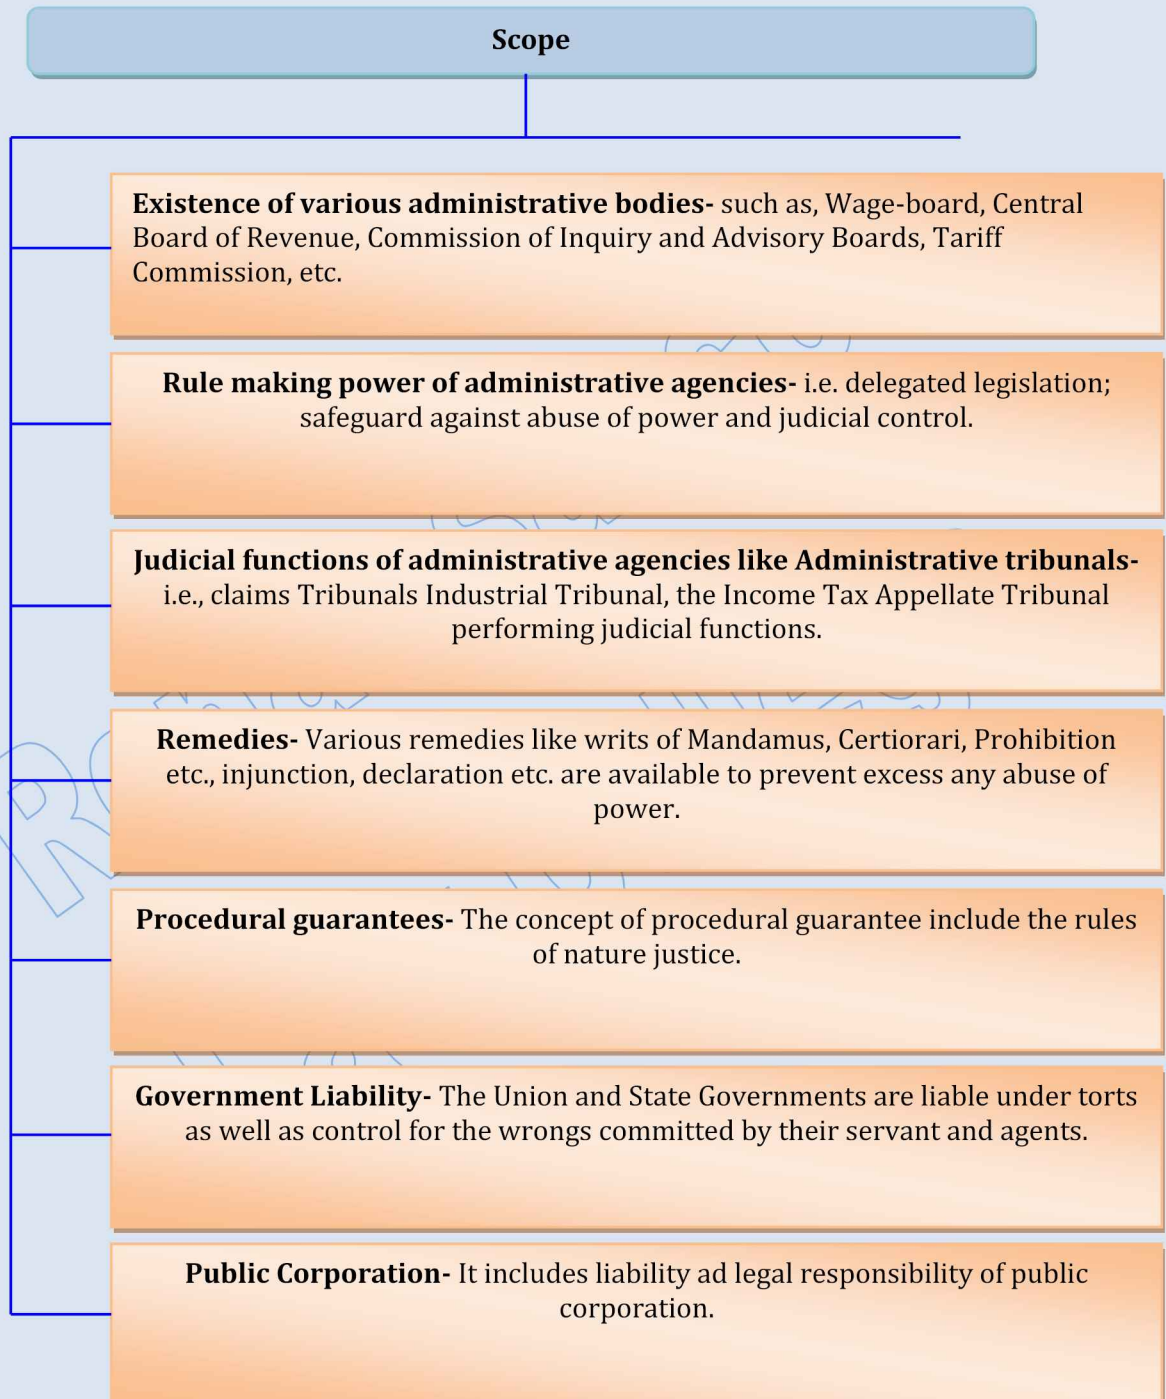 Scope
Existence of various administrative bodies- such as, Wage-board, Central
Board of Revenue, Commission of Inquiry and Advisory Boards, Tariff
Commission, etc.
Rule making power of administrative agencies- i.e. delegated legislation;
safeguard against abuse of power and judicial control.
Judicial functions of administrative agencies like Administrative tribunals-
i.e., claims Tribunals Industrial Tribunal, the Income Tax Appellate Tribunal
performing judicial functions.
Remedies- Various remedies like writs of Mandamus, Certiorari, Prohibition
etc., injunction, declaration etc. are available to prevent excess any abuse of
power.
Procedural guarantees- The concept of procedural guarantee include the rules
of nature justice.
Government Liability- The Union and State Governments are liable under torts
as well as control for the wrongs committed by their servant and agents.
Public Corporation- It includes liability ad legal responsibility of public
corporation.